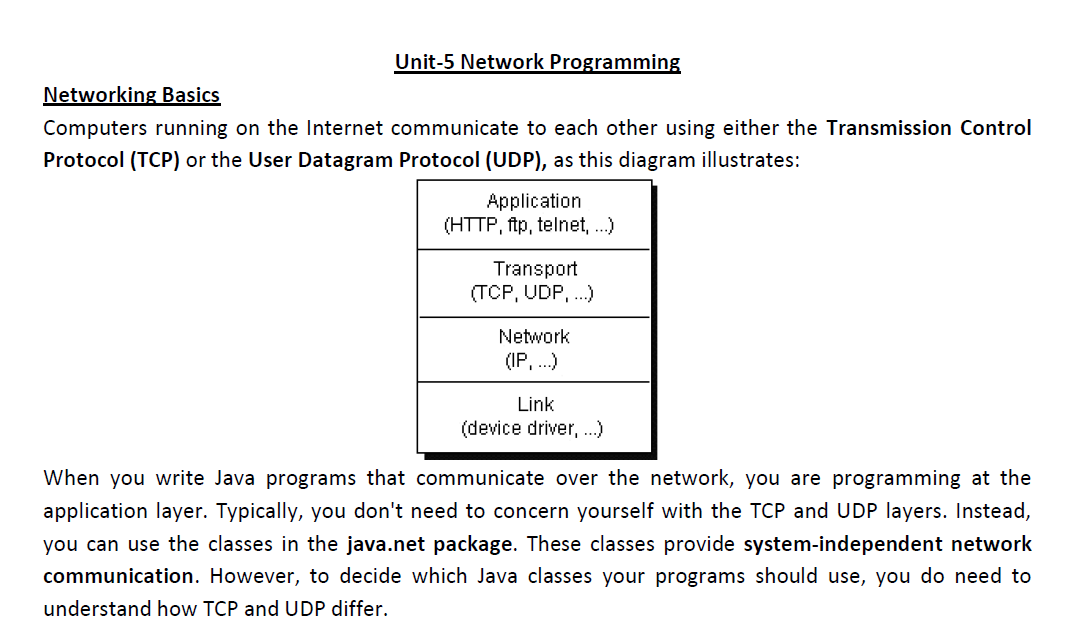 Unit-5 Network Programming
Networking Basics
Computers running on the Internet communicate to each other using either the Transmission Control
Protocol (TCP) or the User Datagram Protocol (UDP), as this diagram illustrates:
Application
(HTTP, ftp, telnet, ...)
Transport
(TCP, UDP, ...)
Network
(IP, ...)
Link
(device driver, ...)
When you write Java programs that communicate over the network, you are programming at the
application layer. Typically, you don't need to concern yourself with the TCP and UDP layers. Instead,
you can use the classes in the java.net package. These classes provide system-independent network
communication. However, to decide which Java classes your programs should use, you do need to
understand how TCP and UDP differ.